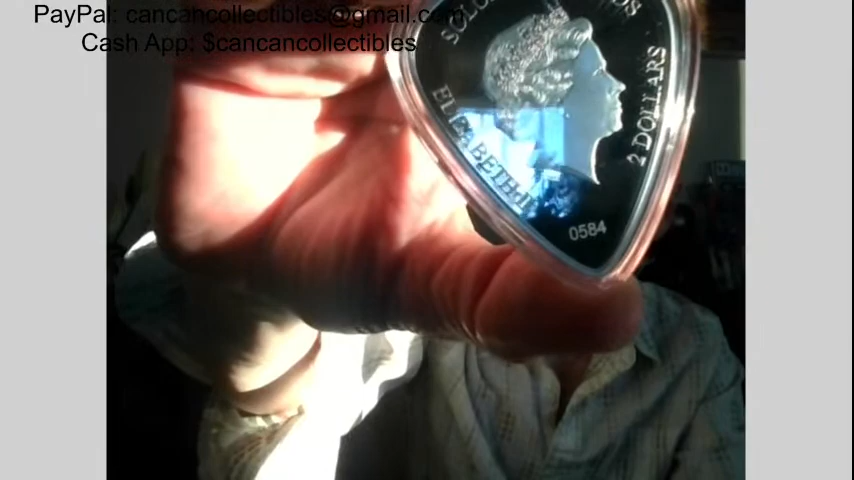 PayPal: cancancollectibles@gmail.com
Cash App: $cancancollectibles
ELIZABETH II
2 DOLLARS
0584